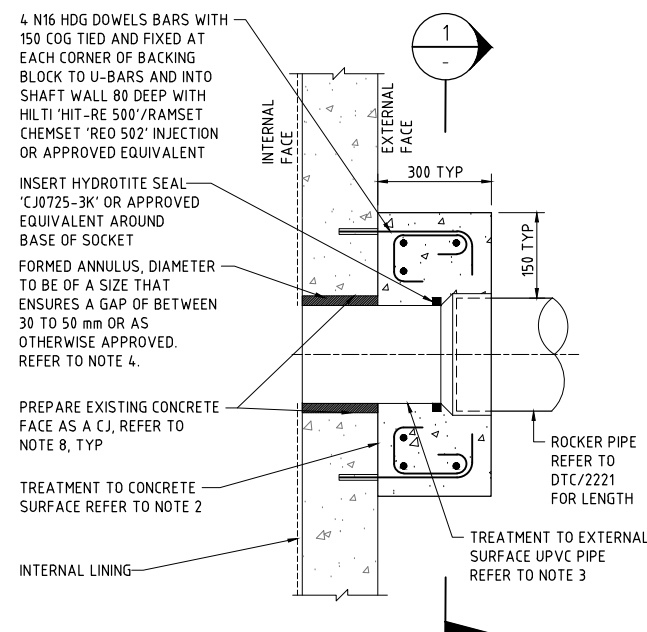 4 N16 HDG DOWELS BARS WITH
150 COG TIED AND FIXED AT
EACH CORNER OF BACKING
BLOCK TO U-BARS AND INTO
SHAFT WALL 80 DEEP WITH
HILTI 'HIT-RE 500'/RAMSET
CHEMSET 'REO 502' INJECTION
OR APPROVED EQUIVALENT
INSERT HYDROTITE SEAL
'CJ0725-3K' OR APPROVED
EQUIVALENT AROUND
BASE OF SOCKET
FORMED ANNULUS, DIAMETER
TO BE OF A SIZE THAT
ENSURES A GAP OF BETWEEN
30 TO 50 mm OR AS
OTHERWISE APPROVED.
REFER TO NOTE 4.
PREPARE EXISTING CONCRETE
FACE AS A CJ, REFER TO
NOTE 8, TYP
TREATMENT TO CONCRETE
SURFACE REFER TO NOTE 2
INTERNAL LINING
INTERNAL
FACE
EXTERNAL
FACE
1
-
300 TYP
150 TYP
ROCKER PIPE
REFER TO
DTC/2221
FOR LENGTH
TREATMENT TO EXTERNAL
SURFACE UPVC PIPE
REFER TO NOTE 3